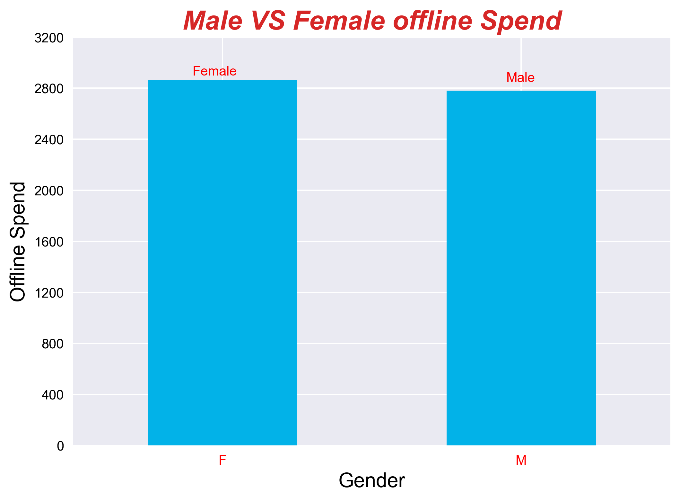 Male VS Female offline Spend
3200
2800
2400
2000
1600
1200
800
400
0
Offline Spend
Female
Male
F
M
Gender